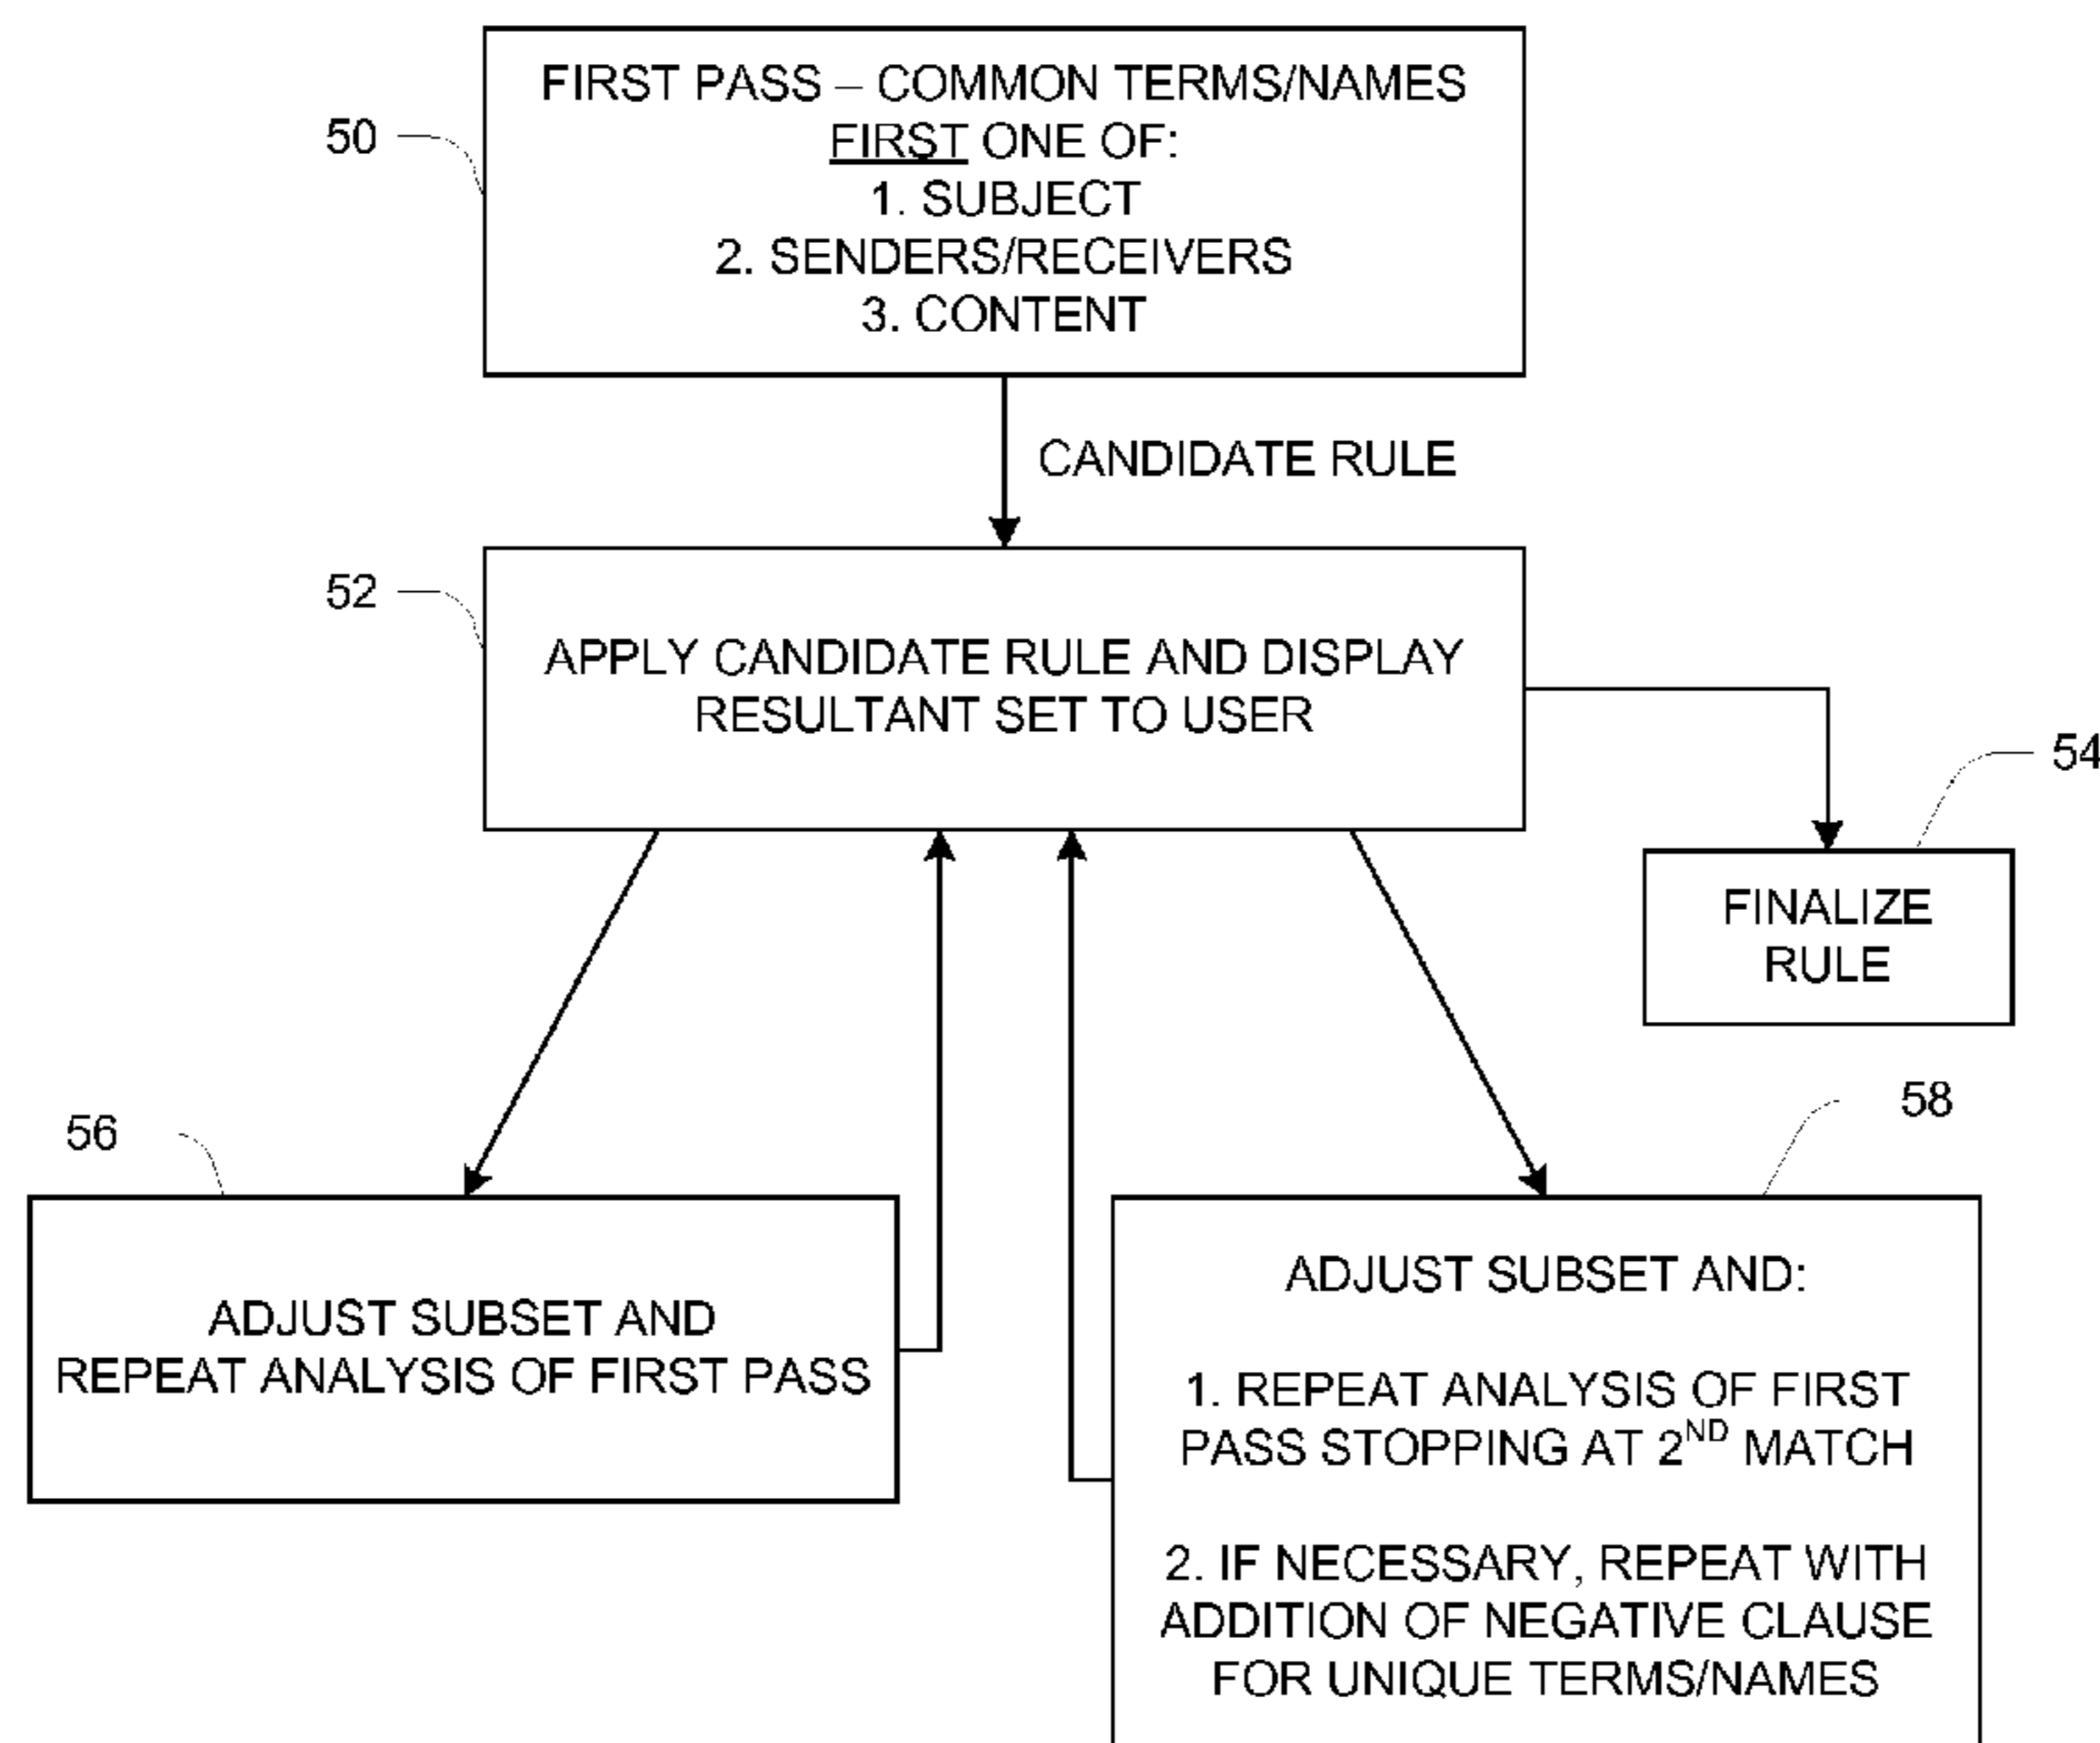 FIRST PASS – COMMON TERMS/NAMES
FIRST ONE OF:
1. SUBJECT
2. SENDERS/RECEIVERS
3. CONTENT
50
CANDIDATE RULE
52
APPLY CANDIDATE RULE AND DISPLAY
RESULTANT SET TO USER
54
FINALIZE
RULE
56
ADJUST SUBSET AND
REPEAT ANALYSIS OF FIRST PASS
58
ADJUST SUBSET AND:
1. REPEAT ANALYSIS OF FIRST
PASS STOPPING AT 2ND MATCH
2. IF NECESSARY, REPEAT WITH
ADDITION OF NEGATIVE CLAUSE
FOR UNIQUE TERMS/NAMES